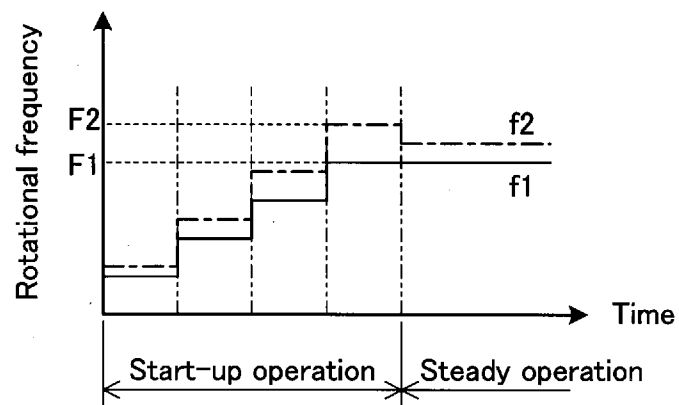 Rotational frequency
F2
F1
f2
f1
Time
Start-up operation
Steady operation